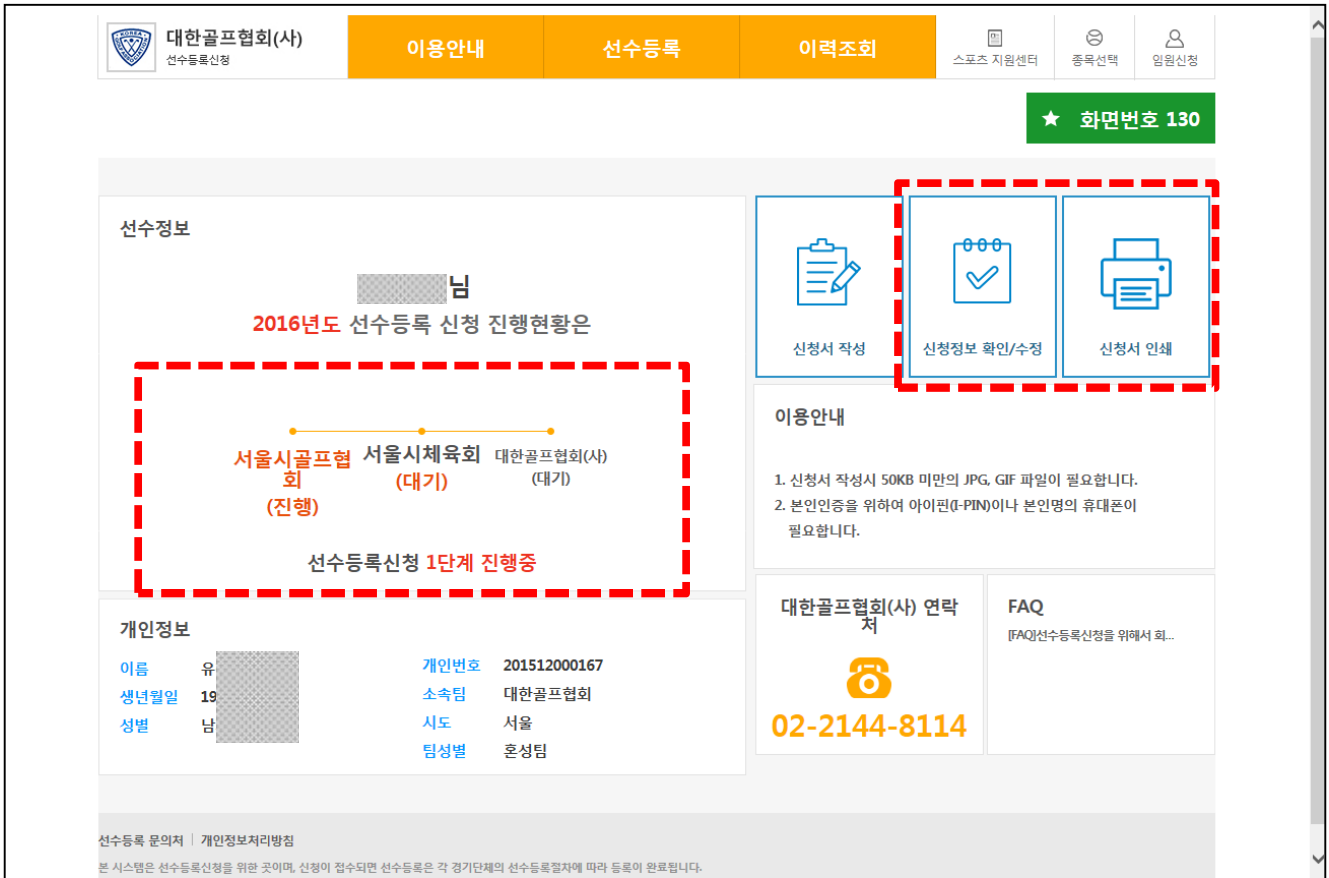 대한골프협회(사)
선수등록신청
이용안내
선수등록
이력조회
스포츠 지원센터
종목선택
임원신청
★ 화면번호 130
선수정보
님
2016년도 선수등록 신청 진행현황은
서울시골프협
회
(진행)
서울시체육회
(대기)
대한골프협회(사)
(대기)
선수등록신청 1단계 진행중
신청서 작성
신청정보 확인/수정
신청서 인쇄
이용안내
1. 신청서 작성시 50KB 미만의 JPG, GIF 파일이 필요합니다.
2. 본인인증을 위하여 아이핀(I-PIN)이나 본인명의 휴대폰이
필요합니다.
개인정보
이름 유
생년월일 19
성별 남
개인번호 201512000167
소속팀 대한골프협회
시도 서울
팀성별 혼성팀
대한골프협회(사) 연락
처
02-2144-8114
FAQ
[FAQ]선수등록신청을 위해서 회...
선수등록 문의처 | 개인정보처리방침
본 시스템은 선수등록신청을 위한 곳이며, 신청이 접수되면 선수등록은 각 경기단체의 선수등록절차에 따라 등록이 완료됩니다.